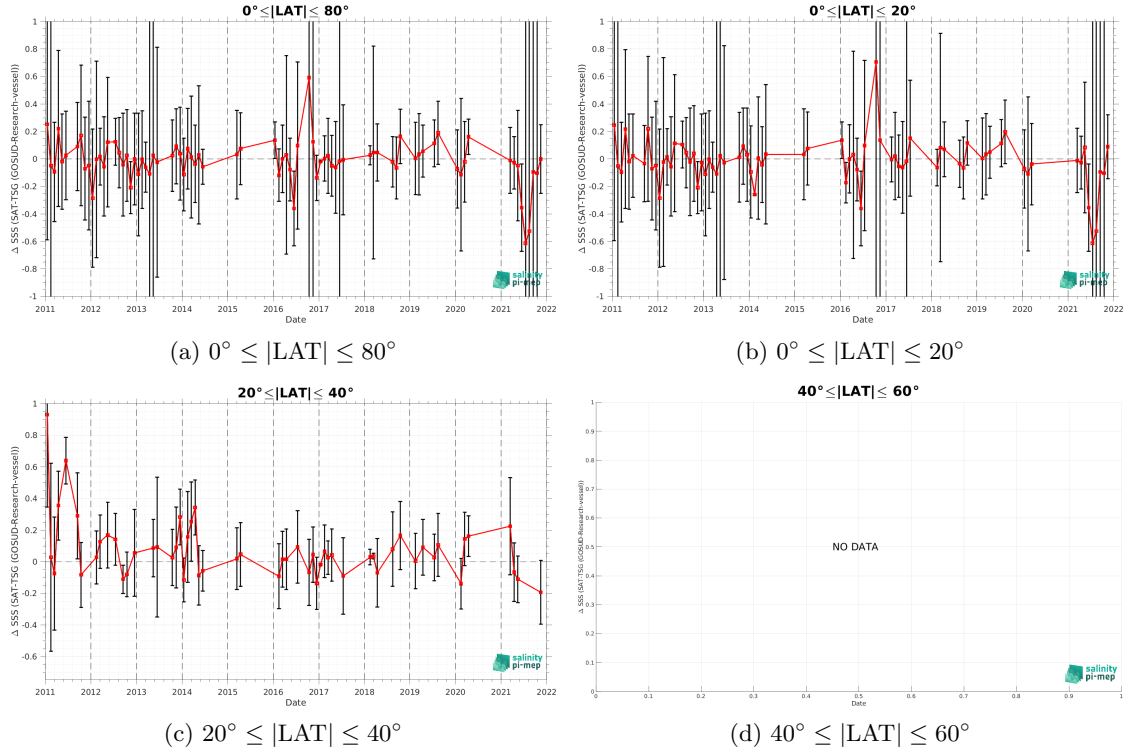 0°≤|LAT|≤ 80°
Δ SSS (SAT-TSG (GOSUD-Research-vessel))
1
0.8
0.6
0.4
0.2
0
-0.2
-0.4
-0.6
-0.8
-1
2011 2012 2013 2014 2015 2016 2017 2018 2019 2020 2021 2022
Date
salinity
pi-mep
(a) 0° ≤ |LAT| ≤ 80°
0°≤|LAT|≤ 20°
Δ SSS (SAT-TSG (GOSUD-Research-vessel))
1
0.8
0.6
0.4
0.2
0
-0.2
-0.4
-0.6
-0.8
-1
2011 2012 2013 2014 2015 2016 2017 2018 2019 2020 2021 2022
Date
salinity
pi-mep
(b) 0° ≤ |LAT| ≤ 20°
20°≤|LAT|≤ 40°
Δ SSS (SAT-TSG (GOSUD-Research-vessel))
1
0.8
0.6
0.4
0.2
0
-0.2
-0.4
-0.6
2011 2012 2013 2014 2015 2016 2017 2018 2019 2020 2021 2022
Date
salinity
pi-mep
(c) 20° ≤ |LAT| ≤ 40°
40°≤|LAT|≤ 60°
Δ SSS (SAT-TSG (GOSUD-Research-vessel))
1
0.9
0.8
0.7
0.6
0.5
0.4
0.3
0.2
0.1
0
NO DATA
0 0.1 0.2 0.3 0.4 0.5 0.6 0.7 0.8 0.9 1
Date
salinity
pi-mep
(d) 40° ≤ |LAT| ≤ 60°